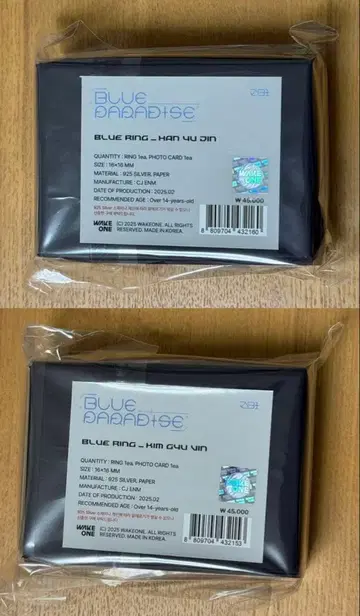 BLUE
PARADISE
ZB1
BLUE RING _ HAN YU JIN
QUANTITY : RING 1ea, PHOTO CARD 1ea
SIZE : 16×16 MM
MATERIAL : 925 SILVER, PAPER
MANUFACTURE : CJ ENM
DATE OF PRODUCTION : 2025.02
RECOMMENDED AGE : Over 14-years-old
WAKE
ONE
₩ 45,000
WAKE
ONE
(C) 2025 WAKEONE. ALL RIGHTS
RESERVED. MADE IN KOREA.
8 809704 432160
BLUE
PARADISE
ZB1
BLUE RING _ KIM GYU VIN
QUANTITY : RING 1ea, PHOTO CARD 1ea
SIZE : 16×16 MM
MATERIAL : 925 SILVER, PAPER
MANUFACTURE : CJ ENM
DATE OF PRODUCTION : 2025.02
RECOMMENDED AGE : Over 14-years-old
₩ 45,000
WAKE
ONE
(C) 2025 WAKEONE. ALL RIGHTS
RESERVED. MADE IN KOREA.
8 809704 432153